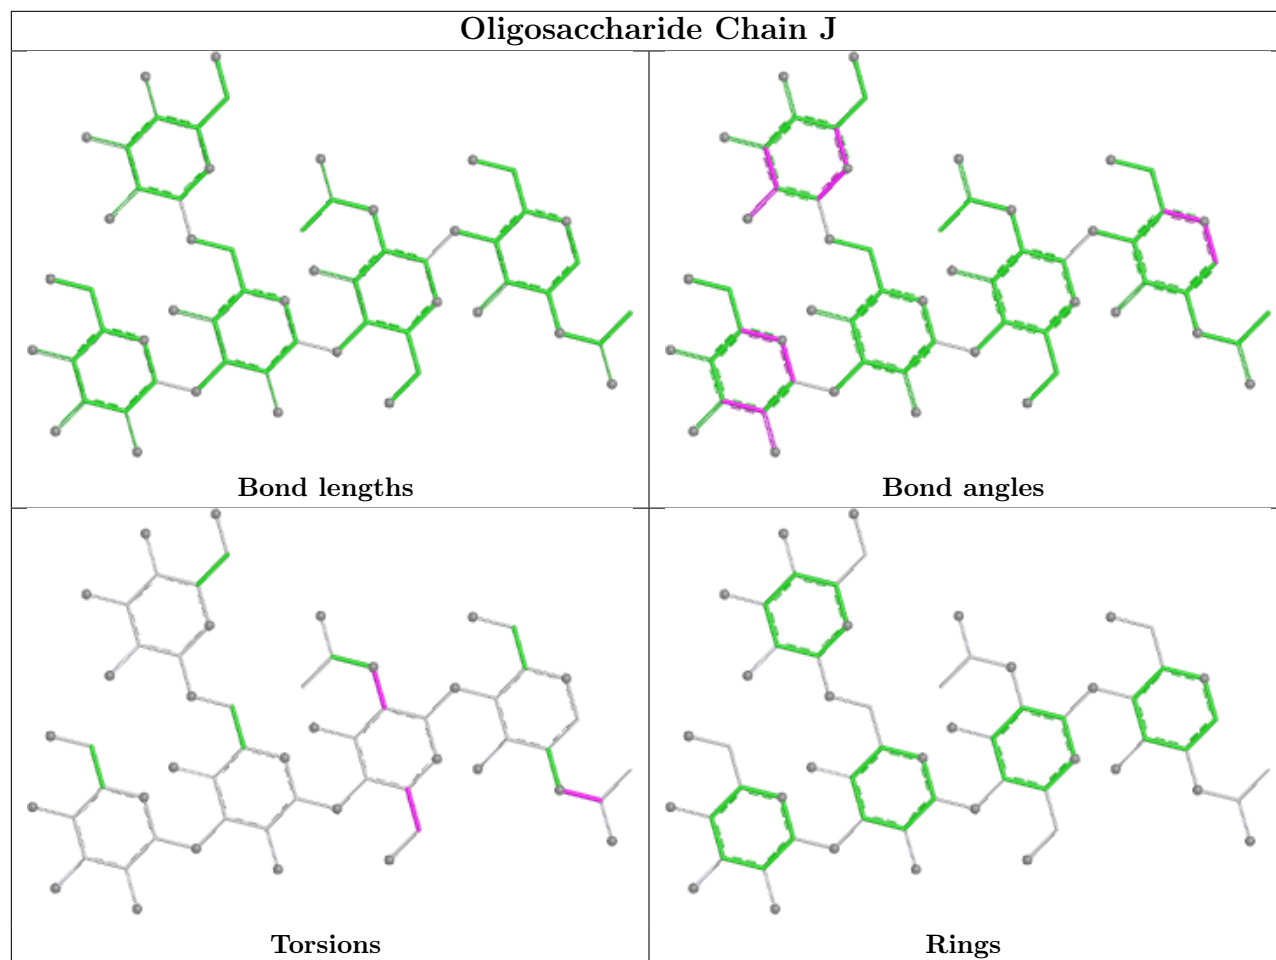 Oligosaccharide Chain J
Bond lengths
Bond angles
Torsions
Rings